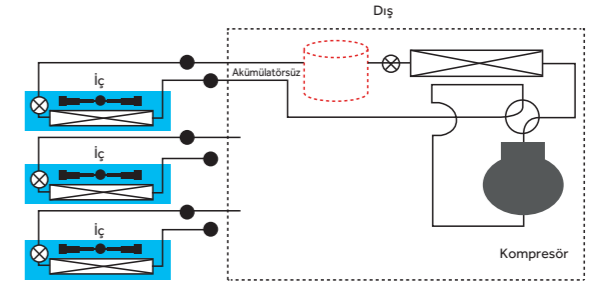 Dış
Akümülatörsüz
İç
İç
İç
Kompresör